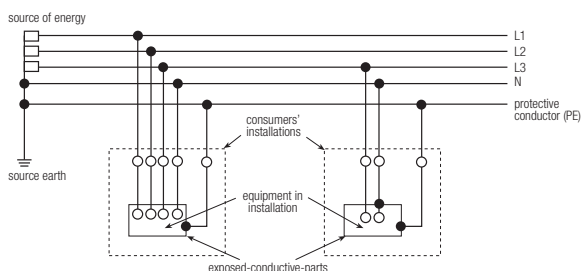 source of energy
L1
L2
L3
N
protective
conductor (PE)
consumers'
installations
source earth
equipment in
installation
exposed-conductive-parts